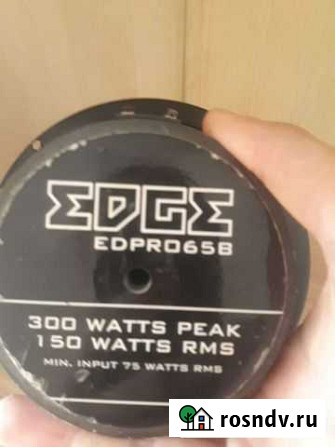 EDGE
EDPRO65B
300 WATTS PEAK
150 WATTS RMS
MIN. INPUT 75 WATTS RMS
rosndv.ru